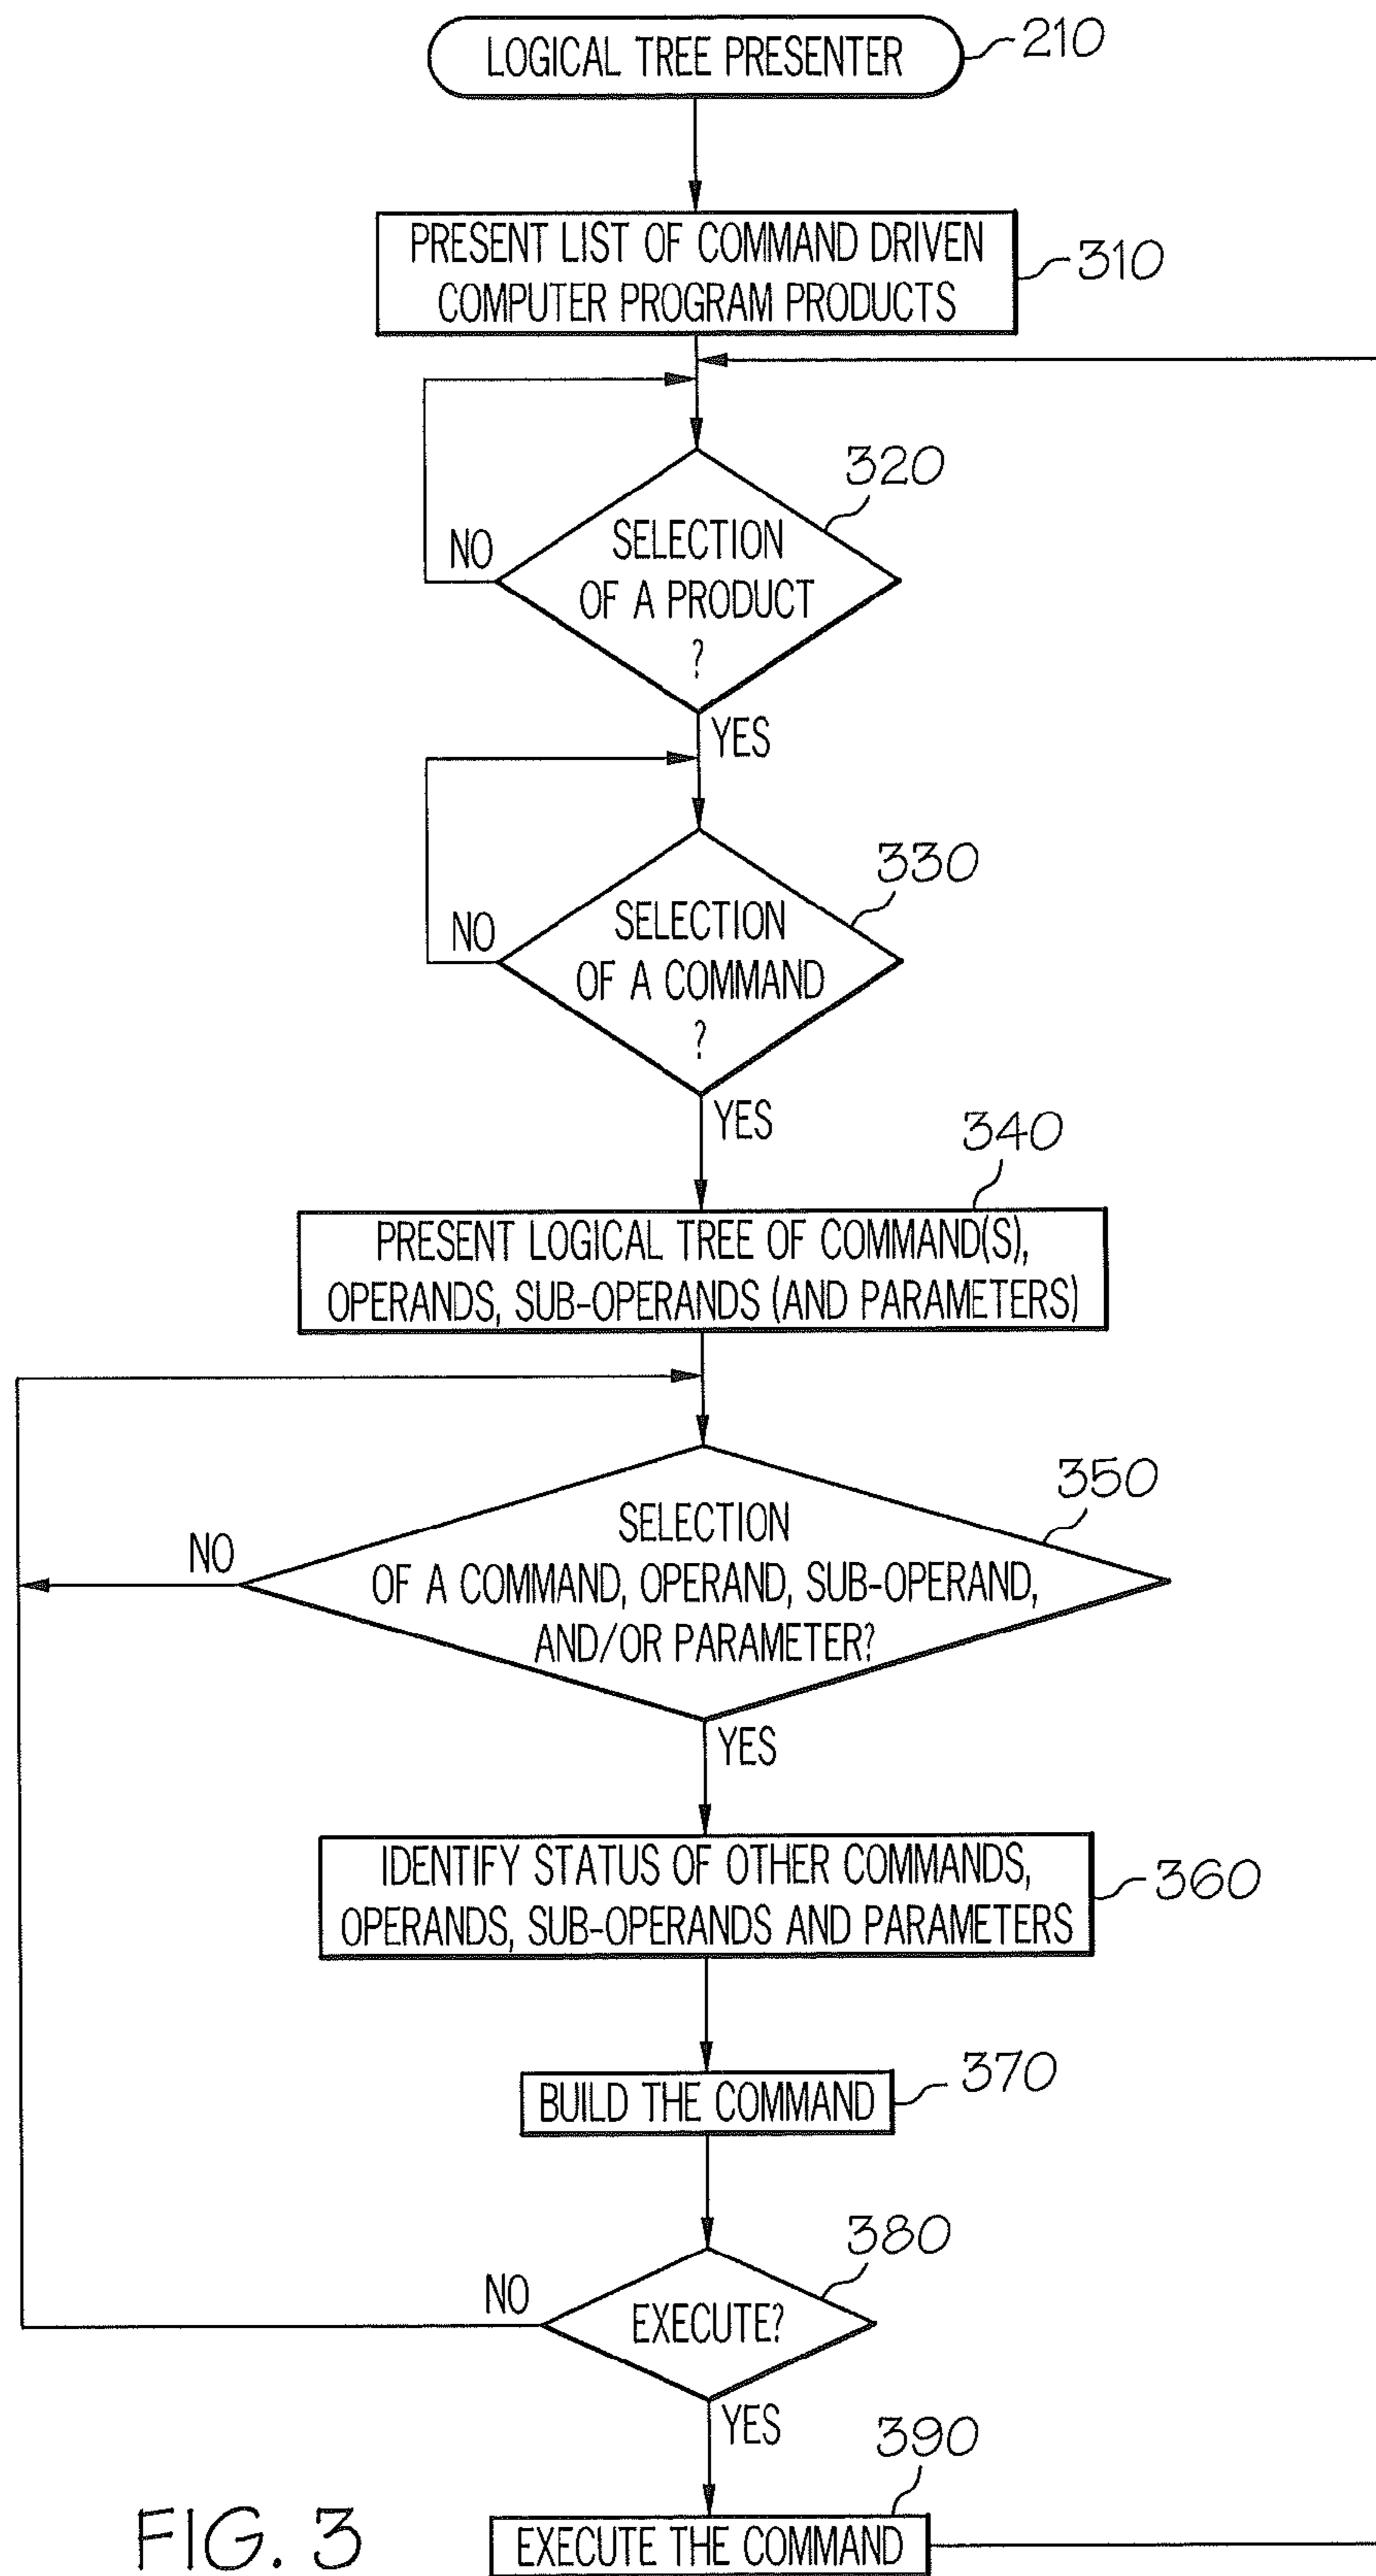 LOGICAL TREE PRESENTER
210
PRESENT LIST OF COMMAND DRIVEN
COMPUTER PROGRAM PRODUCTS
310
320
SELECTION
OF A PRODUCT
?
NO
YES
330
SELECTION
OF A COMMAND
?
NO
YES
340
PRESENT LOGICAL TREE OF COMMAND(S),
OPERANDS, SUB-OPERANDS (AND PARAMETERS)
350
SELECTION
OF A COMMAND, OPERAND, SUB-OPERAND,
AND/OR PARAMETER?
NO
YES
IDENTIFY STATUS OF OTHER COMMANDS,
OPERANDS, SUB-OPERANDS AND PARAMETERS
360
BUILD THE COMMAND
370
380
EXECUTE?
NO
YES
390
EXECUTE THE COMMAND
FIG. 3